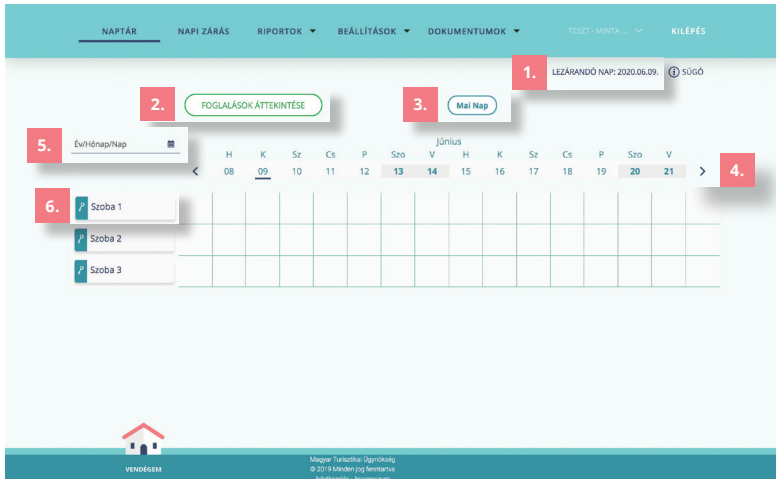 NAPTÁR NAPI ZÁRÁS RIPORTOK BEÁLLÍTÁSOK DOKUMENTUMOK TESZT - MINTA ... KILÉPÉS
1. LEZÁRANDÓ NAP: 2020.06.09. SÚGÓ
2. FOGLALÁSOK ÁTTEKINTÉSE 3. Mai Nap
5. Év/Hónap/Nap
Június
H K Sz Cs P Szo V H K Sz Cs P Szo V
08 09 10 11 12 13 14 15 16 17 18 19 20 21 4.
6. Szoba 1
Szoba 2
Szoba 3
VENDÉGEM
Magyar Turisztikai Ügynökség
© 2019 Minden jog fenntartva